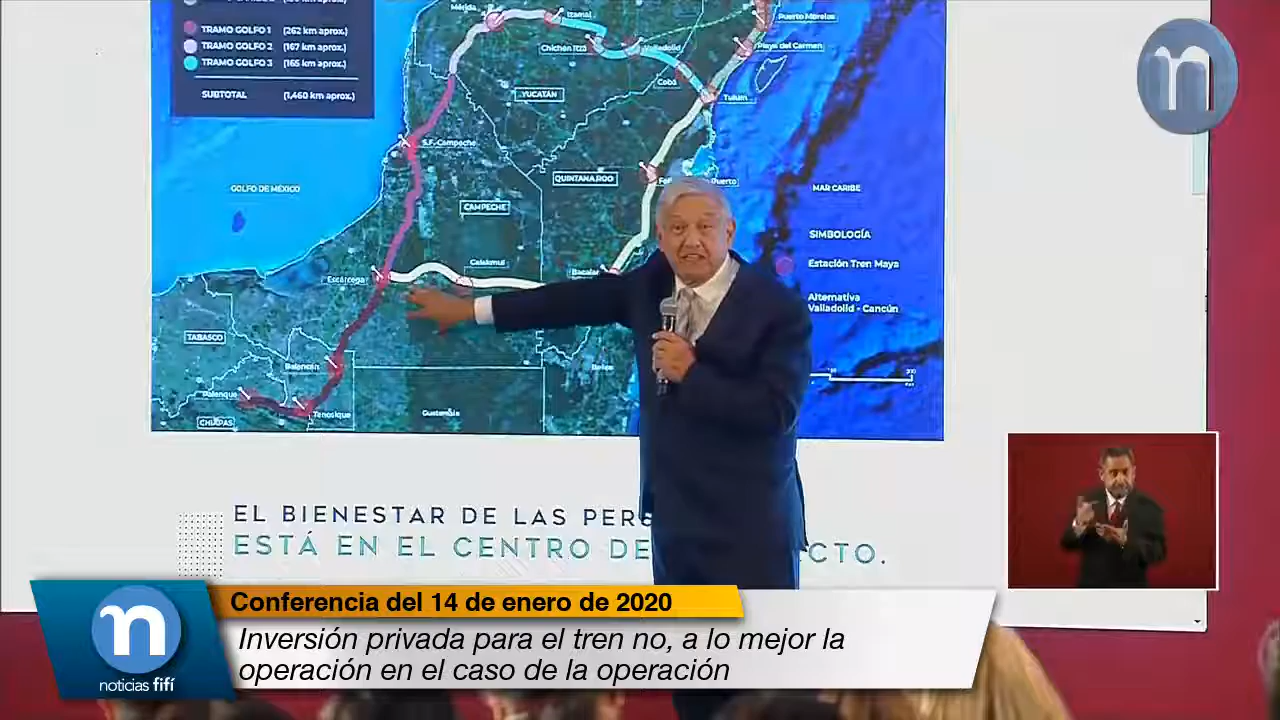 Mérida
Izamal
Puerto Morelos
TRAMO GOLFO 1 (262 km aprox.)
TRAMO GOLFO 2 (167 km aprox.)
TRAMO GOLFO 3 (165 km aprox.)
SUBTOTAL (1,460 km aprox.)
Chichen Itzá
Valladolid
Playa del Carmen
Cobá
Tulum
YUCATÁN
S.F. Campeche
QUINTANA ROO
Puerto
GOLFO DE MÉXICO
CAMPECHE
MAR CARIBE
SIMBOLOGÍA
Escárcega
Calakmul
Bacalar
Estación Tren Maya
Alternativa
Valladolid - Cancún
TABASCO
Balancán
Belice
Palenque
Tenosique
Guatemala
CHIAPAS
EL BIENESTAR DE LAS PER
ESTÁ EN EL CENTRO DE CTO.
n
Conferencia del 14 de enero de 2020
Inversión privada para el tren no, a lo mejor la
operación en el caso de la operación
n
noticias fifí